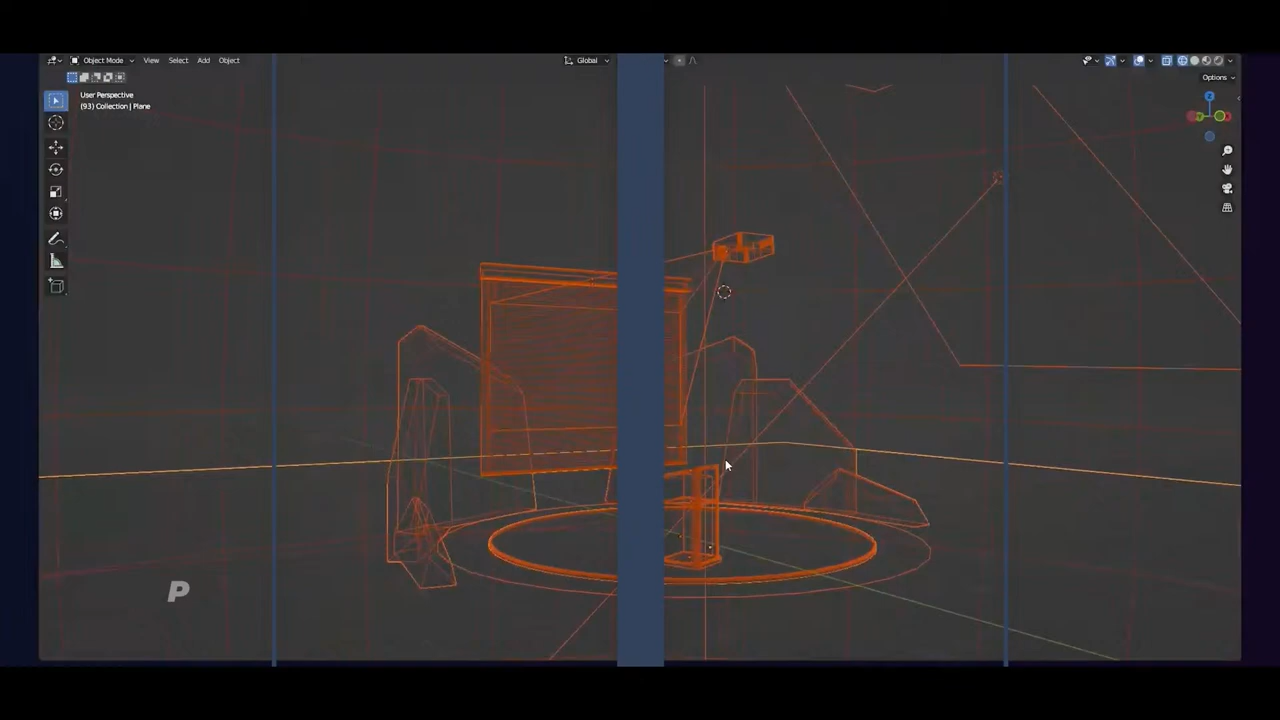 Object Mode View Select Add Object Global
Options
User Perspective
(93) Collection | Plane
Z
P